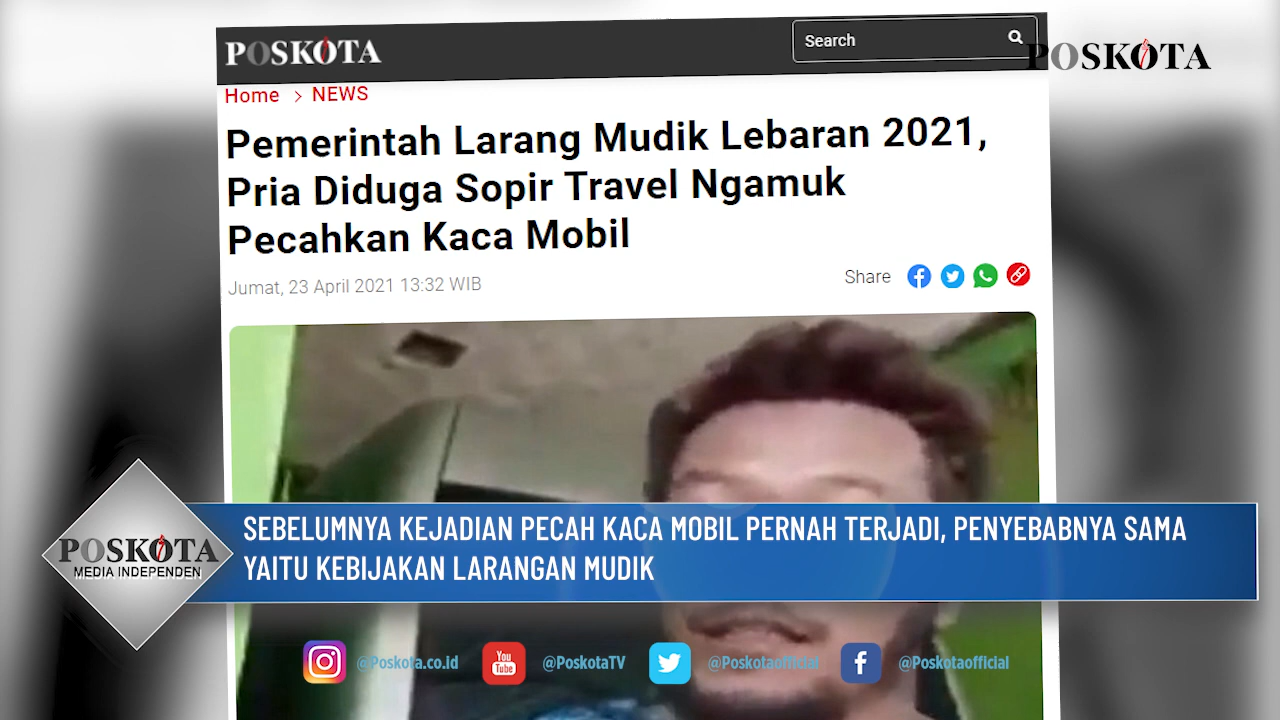 POSKOTA
Search
POSKOTA
Home > NEWS
Pemerintah Larang Mudik Lebaran 2021,
Pria Diduga Sopir Travel Ngamuk
Pecahkan Kaca Mobil
Jumat, 23 April 2021 13:32 WIB
Share
POSKOTA
MEDIA INDEPENDEN
SEBELUMNYA KEJADIAN PECAH KACA MOBIL PERNAH TERJADI, PENYEBABNYA SAMA
YAITU KEBIJAKAN LARANGAN MUDIK
@Poskota.co.id
You
Tube
@PoskotaTV
@Poskotaofficial
@Poskotaofficial